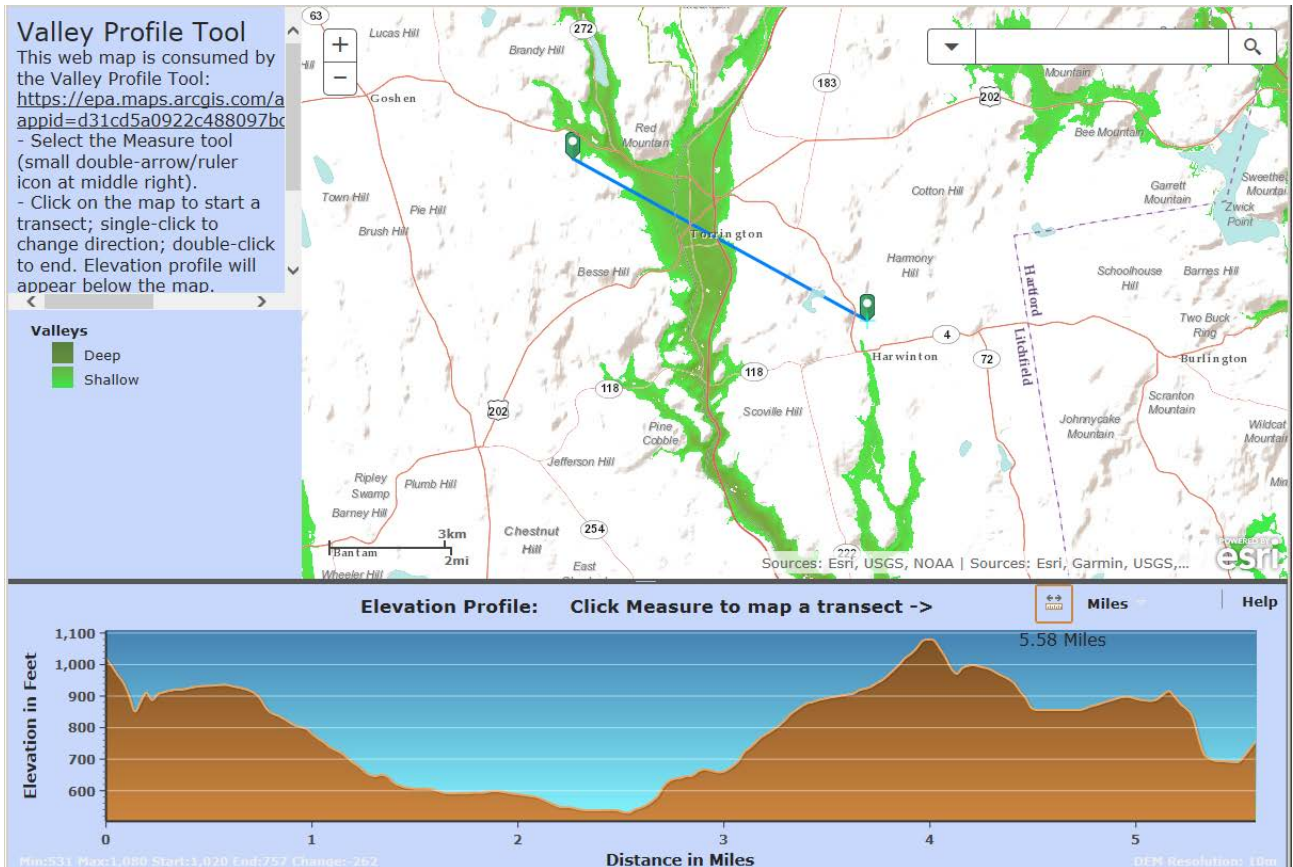 Valley Profile Tool
This web map is consumed by
the Valley Profile Tool:
https://epa.maps.arcgis.com/a
appid=d31cd5a0922c488097bc
- Select the Measure tool
(small double-arrow/ruler
icon at middle right).
- Click on the map to start a
transect; single-click to
change direction; double-click
to end. Elevation profile will
appear below the map.
Valleys
Deep
Shallow
63
Lucas Hill
272
Brandy Hill
Goshen
183
Mountain
202
Bee Mountain
Red
Mountain
Town Hill
Pie Hill
Brush Hill
Cotton Hill
Garrett
Mountain
Zwick
Point
Torrington
Besse Hill
Harmony
Hill
Hartford
Litchfield
Schoolhouse
Hill
Barnes Hill
Two Buck
Ring
Burlington
4
Harwinton
72
118
118
202
Scoville Hill
Pine
Cobble
Scranton
Mountain
Johnnycake
Mountain
Wildcat
Jefferson Hill
Ripley
Swamp
Plumb Hill
Barney Hill
Chestnut
Hill
254
3km
2mi
Bantam
Wheeler Hill
East
222
POWERED BY
esri
Sources: Esri, USGS, NOAA | Sources: Esri, Garmin, USGS,...
Elevation Profile: Click Measure to map a transect ->
Miles
Help
5.58 Miles
Elevation in Feet
1,100
1,000
900
800
700
600
0 1 2 3 4 5
Distance in Miles
Min:531 Max:1,080 Start:1,020 End:757 Change:-262
DEM Resolution: 10m